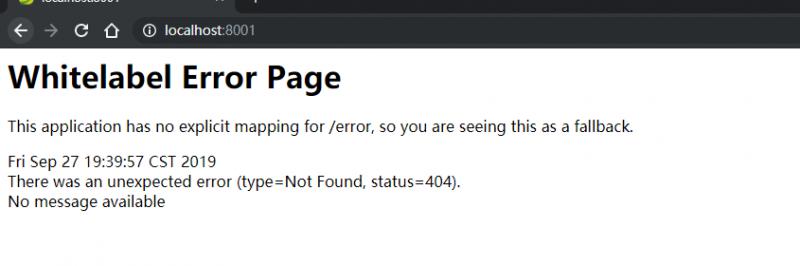 localhost:8001
localhost:8001
Whitelabel Error Page
This application has no explicit mapping for /error, so you are seeing this as a fallback.
Fri Sep 27 19:39:57 CST 2019
There was an unexpected error (type=Not Found, status=404).
No message available